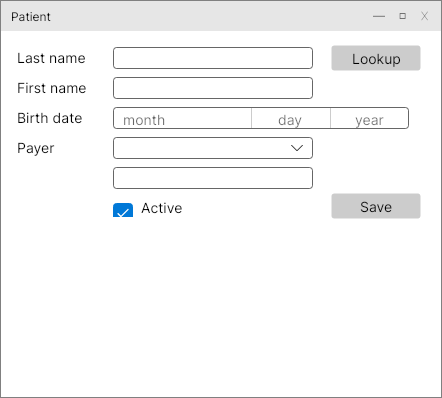 Patient
Last name
Lookup
First name
Birth date month day year
Payer
Active
Save